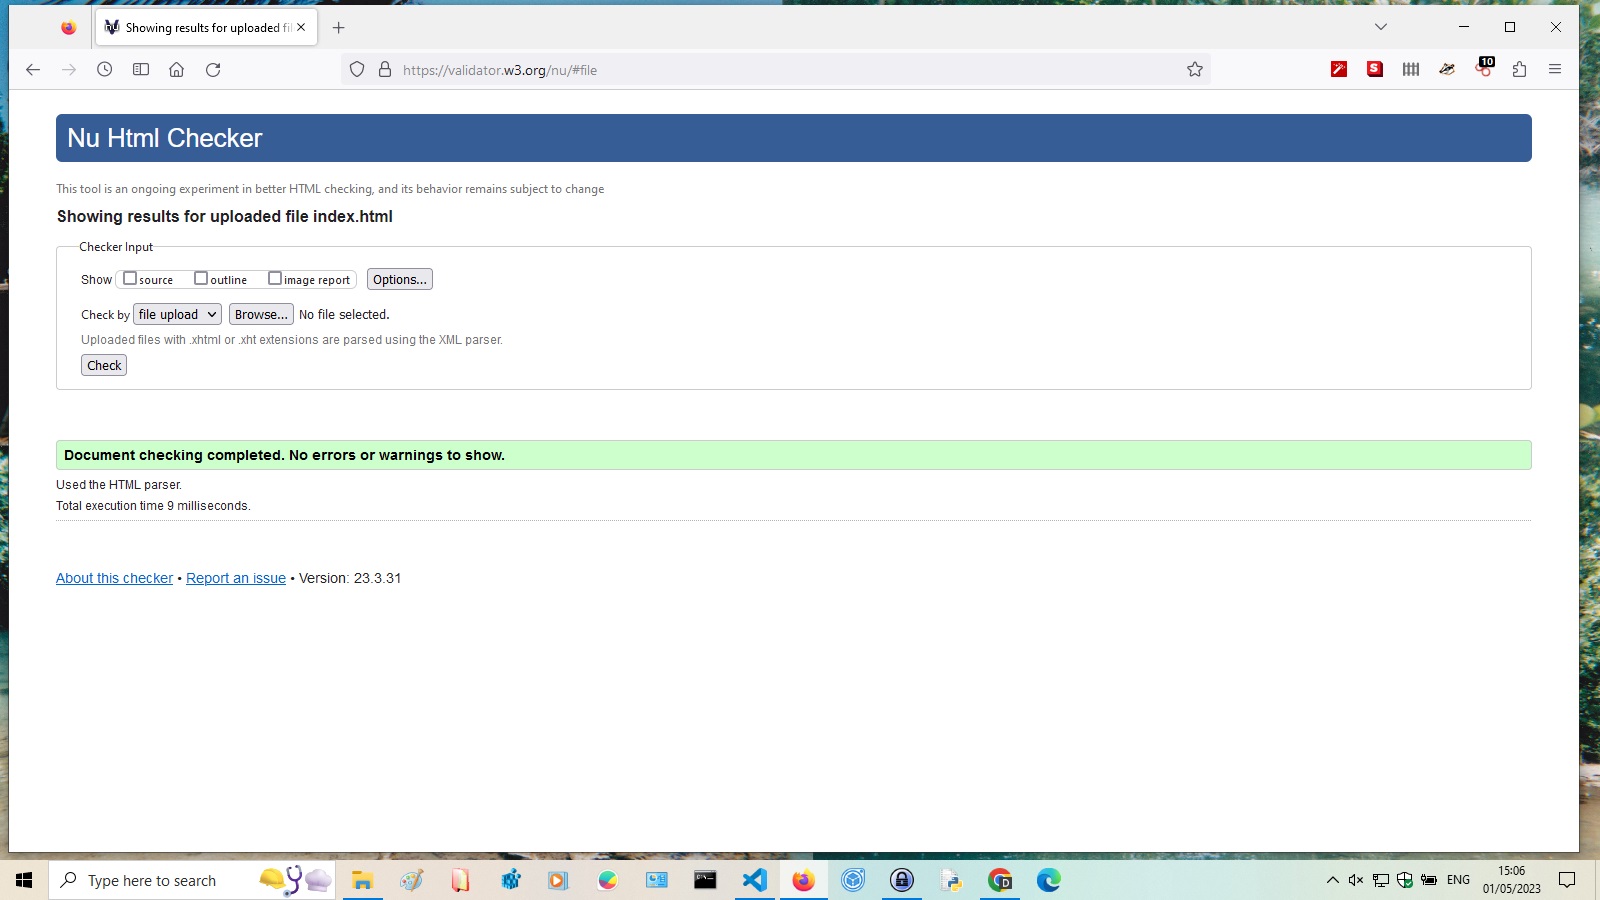 Showing results for uploaded fil
https://validator.w3.org/nu/#file
10
Nu Html Checker
This tool is an ongoing experiment in better HTML checking, and its behavior remains subject to change
Showing results for uploaded file index.html
Checker Input
Show source outline image report Options...
Check by file upload Browse... No file selected.
Uploaded files with .xhtml or .xht extensions are parsed using the XML parser.
Check
Document checking completed. No errors or warnings to show.
Used the HTML parser.
Total execution time 9 milliseconds.
About this checker • Report an issue • Version: 23.3.31
Type here to search
ENG
15:06
01/05/2023